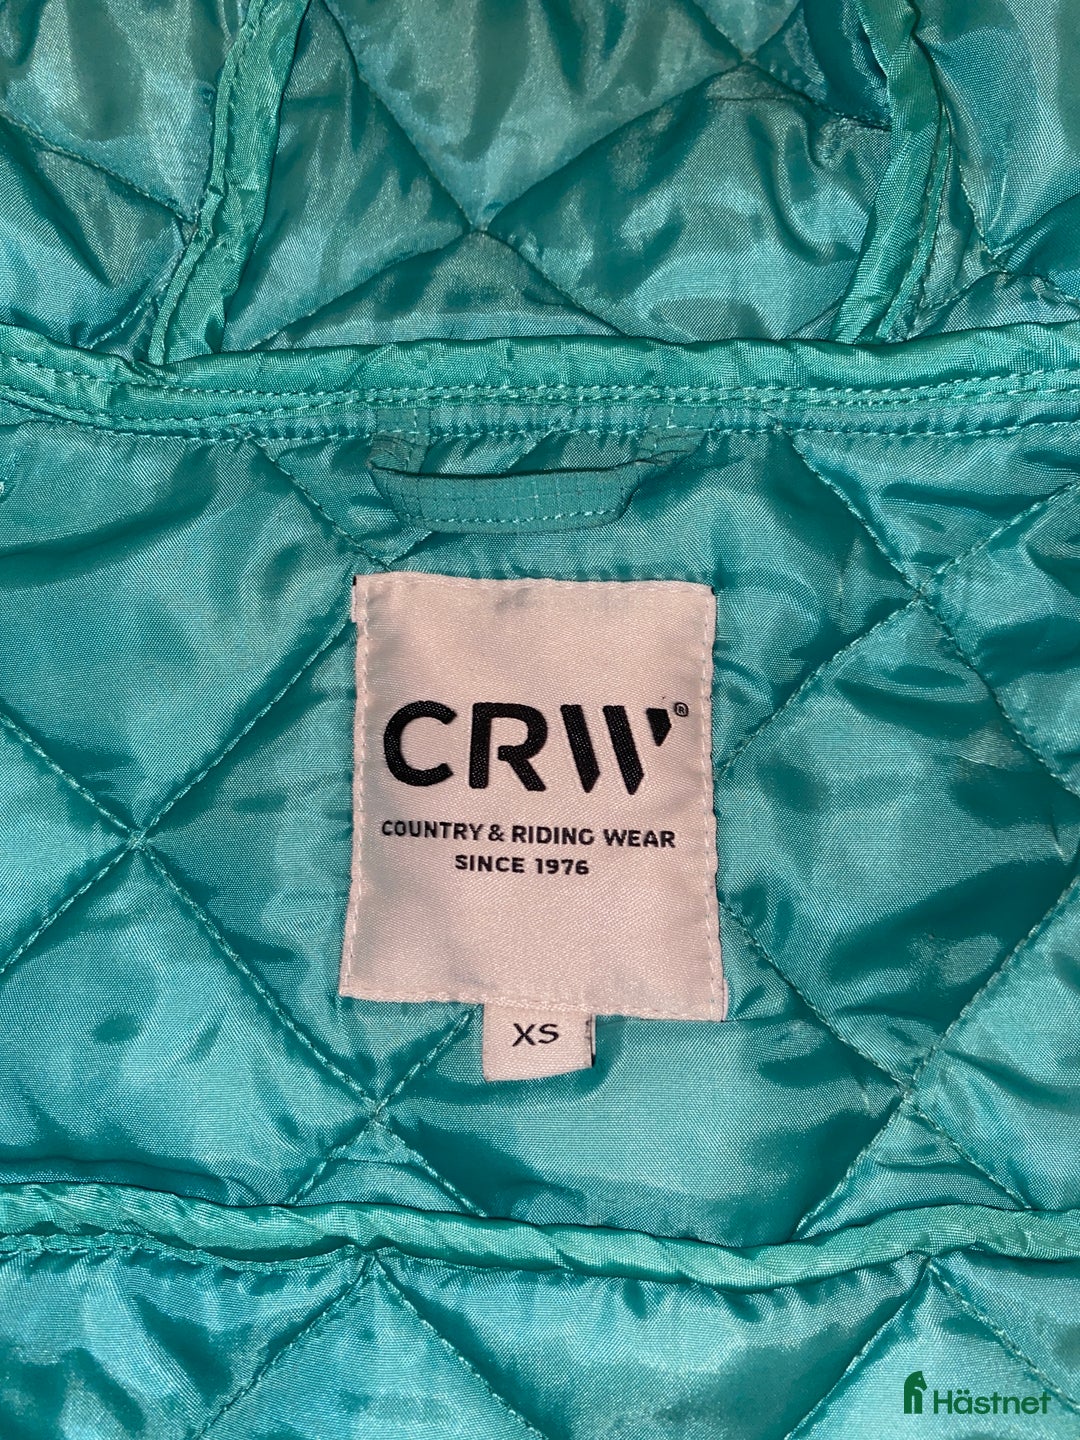 CRW®
COUNTRY & RIDING WEAR
SINCE 1976
XS
Hästnet